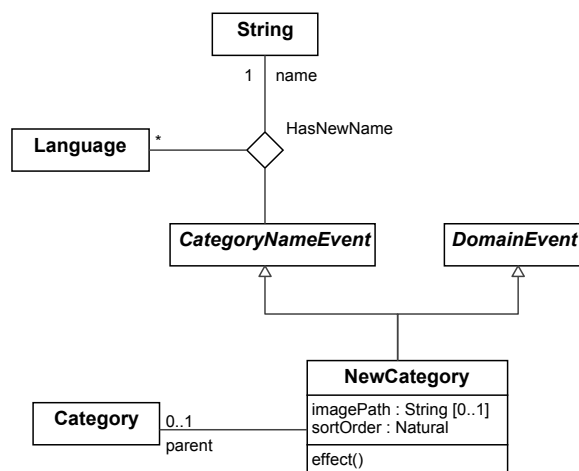 String
1 name
HasNewName
Language
*
CategoryNameEvent
DomainEvent
NewCategory
imagePath : String [0..1]
sortOrder : Natural
effect()
Category
0..1
parent